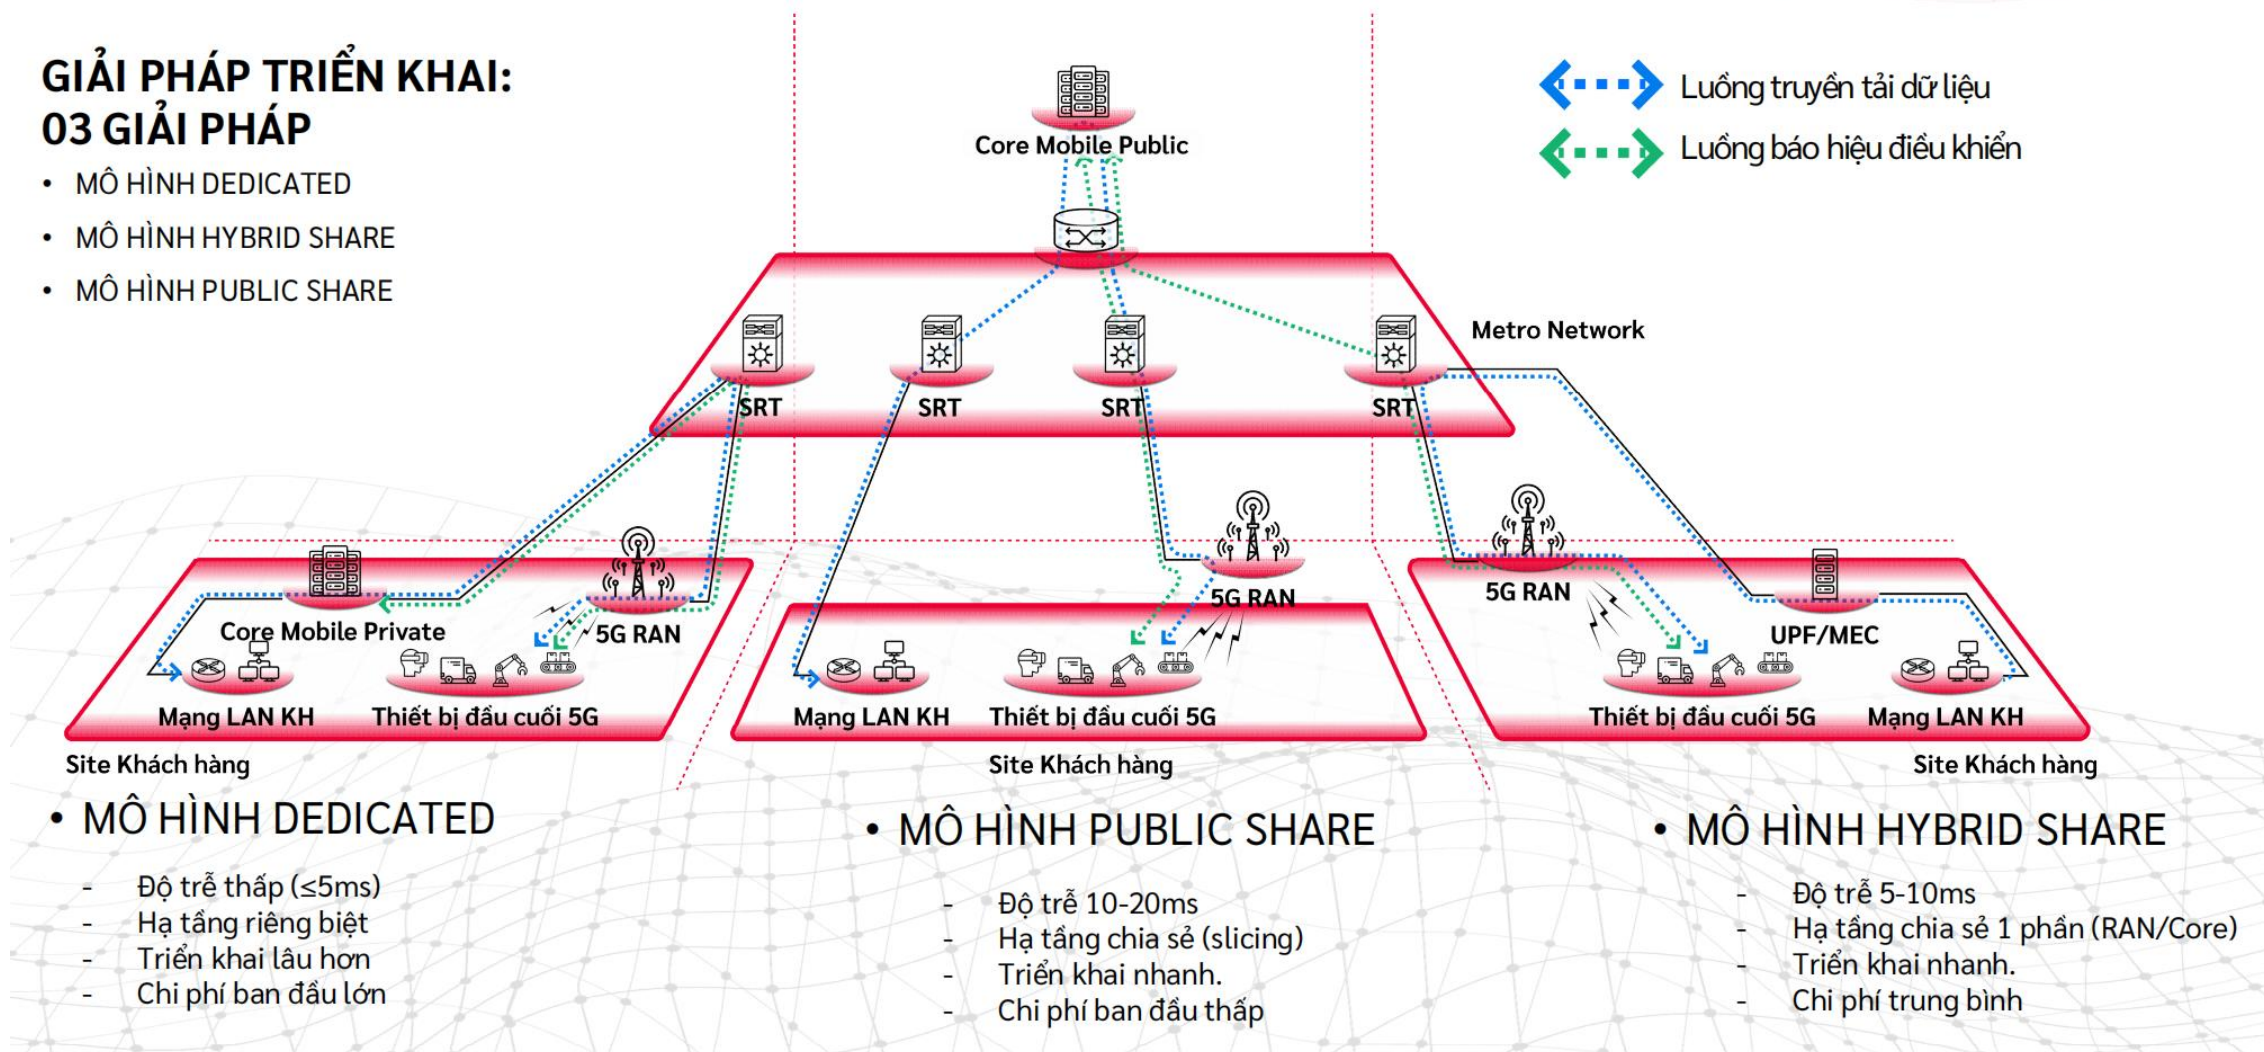 GIẢI PHÁP TRIỂN KHAI:
03 GIẢI PHÁP
• MÔ HÌNH DEDICATED
• MÔ HÌNH HYBRID SHARE
• MÔ HÌNH PUBLIC SHARE
Luồng truyền tải dữ liệu
Luồng báo hiệu điều khiển
Core Mobile Public
Metro Network
SRT
SRT
SRT
SRT
Core Mobile Private
5G RAN
Mạng LAN KH
Thiết bị đầu cuối 5G
Site Khách hàng
5G RAN
Mạng LAN KH
Thiết bị đầu cuối 5G
Site Khách hàng
5G RAN
UPF/MEC
Thiết bị đầu cuối 5G
Mạng LAN KH
Site Khách hàng
• MÔ HÌNH DEDICATED
- Độ trễ thấp (≤5ms)
- Hạ tầng riêng biệt
- Triển khai lâu hơn
- Chi phí ban đầu lớn
• MÔ HÌNH PUBLIC SHARE
- Độ trễ 10-20ms
- Hạ tầng chia sẻ (slicing)
- Triển khai nhanh.
- Chi phí ban đầu thấp
• MÔ HÌNH HYBRID SHARE
- Độ trễ 5-10ms
- Hạ tầng chia sẻ 1 phần (RAN/Core)
- Triển khai nhanh.
- Chi phí trung bình